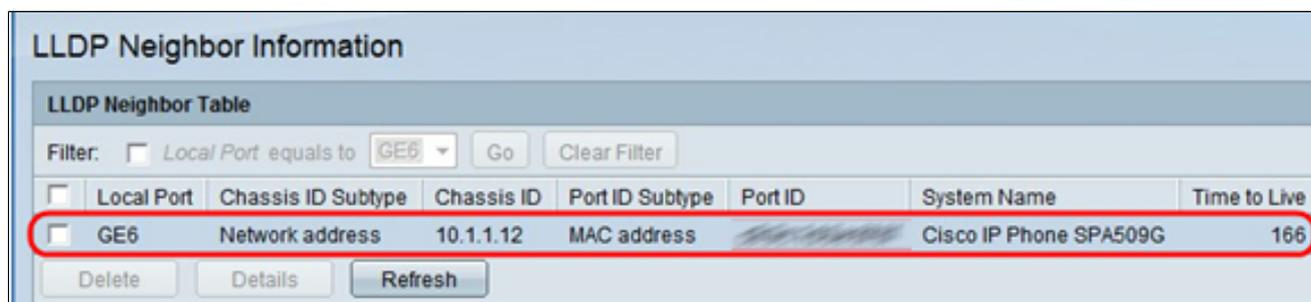 LLDP Neighbor Information
LLDP Neighbor Table
Filter: Local Port equals to GE6 Go Clear Filter
Local Port Chassis ID Subtype Chassis ID Port ID Subtype Port ID System Name Time to Live
GE6 Network address 10.1.1.12 MAC address Cisco IP Phone SPA509G 166
Delete Details Refresh